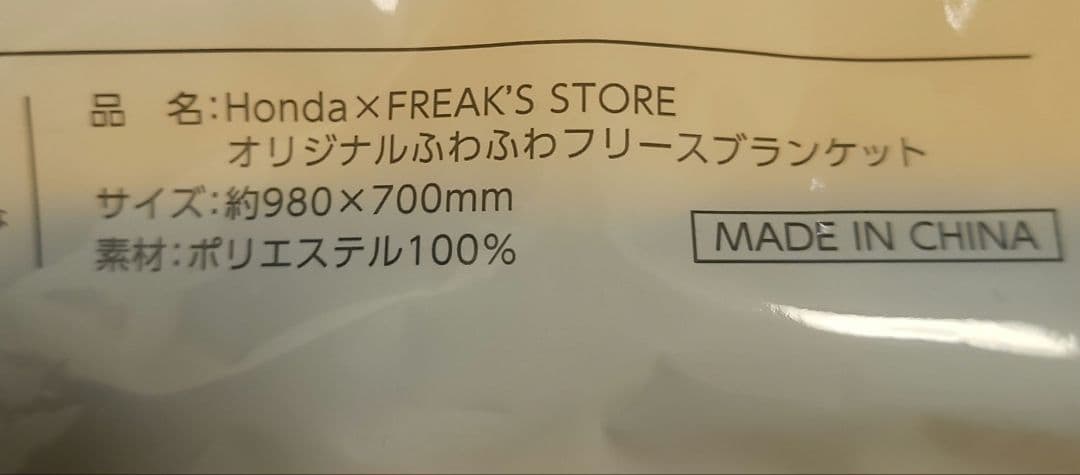 品　名:Honda×FREAK'S STORE
オリジナルふわふわフリースブランケット
サイズ:約980×700mm
素材:ポリエステル100%
MADE IN CHINA